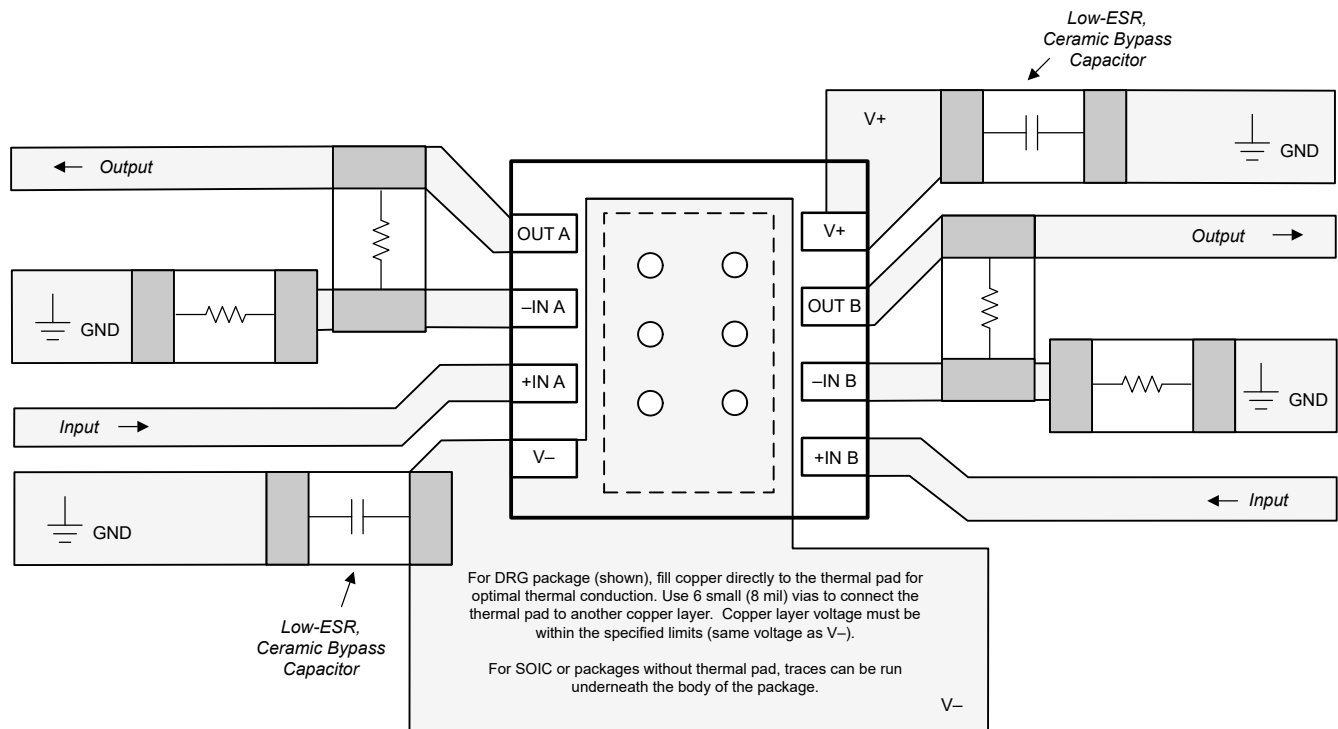 Low-ESR,
Ceramic Bypass
Capacitor
V+
GND
Output
OUT A
V+
Output
–IN A
OUT B
GND
+IN A
–IN B
GND
Input
V–
+IN B
Input
GND
For DRG package (shown), fill copper directly to the thermal pad for
optimal thermal conduction. Use 6 small (8 mil) vias to connect the
thermal pad to another copper layer. Copper layer voltage must be
within the specified limits (same voltage as V–).
For SOIC or packages without thermal pad, traces can be run
underneath the body of the package.
Low-ESR,
Ceramic Bypass
Capacitor
V–